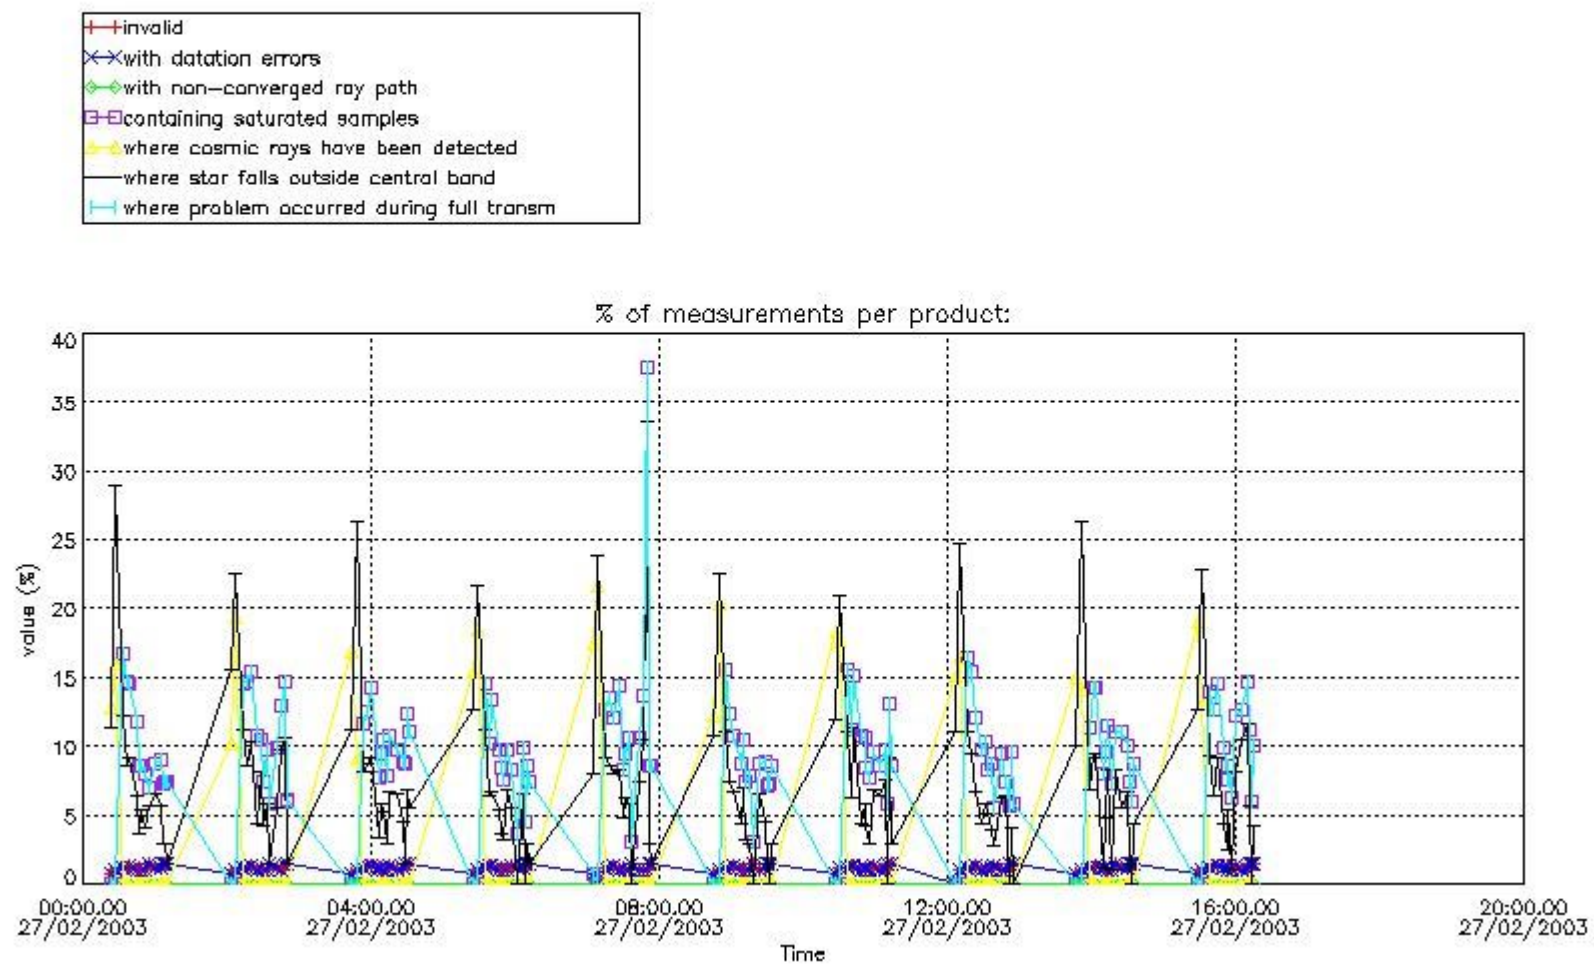 invalid
with datation errors
with non-converged ray path
containing saturated samples
where cosmic rays have been detected
where star falls outside central band
where problem occurred during full transm
% of measurements per product:
40
35
30
25
20
15
10
5
0
value (%)
00:00.00 04:00.00 08:00.00 12:00.00 16:00.00 20:00.00
27/02/2003 27/02/2003 27/02/2003 27/02/2003 27/02/2003 27/02/2003
Time